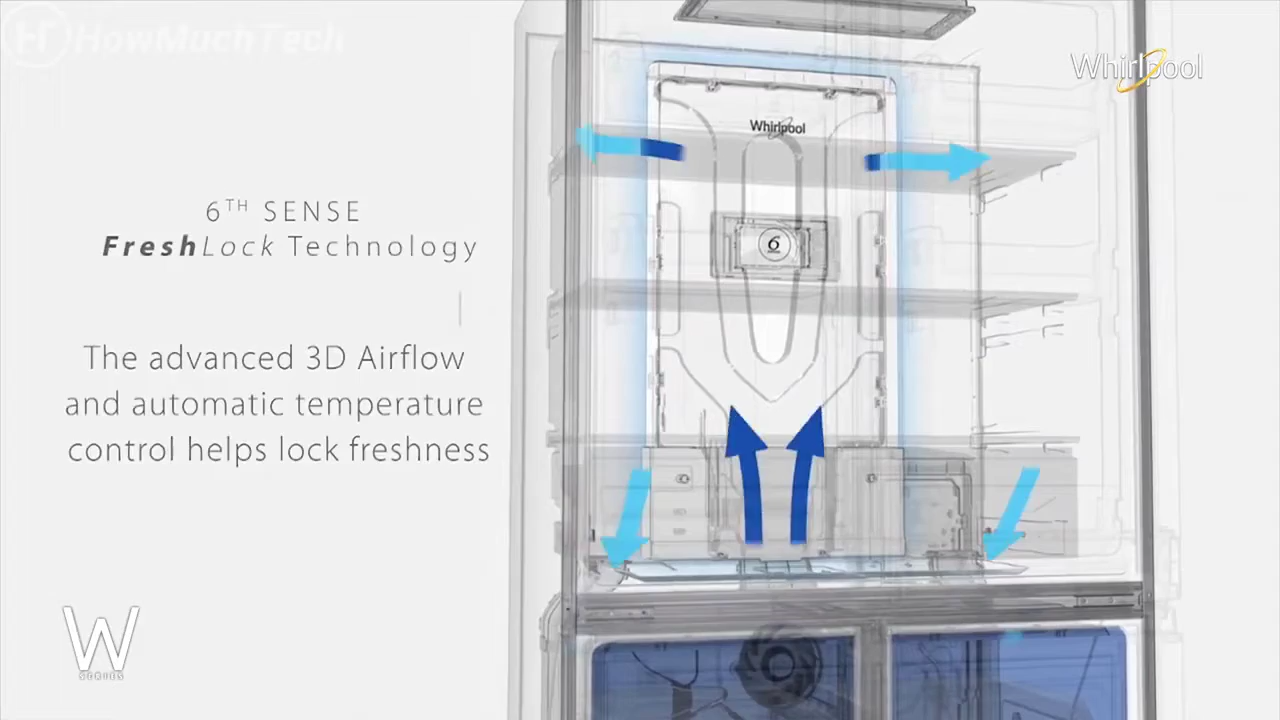 HowMuchTech
Whirlpool
Whirlpool
6
6TH SENSE
FreshLock Technology
The advanced 3D Airflow
and automatic temperature
control helps lock freshness
W
SERIES